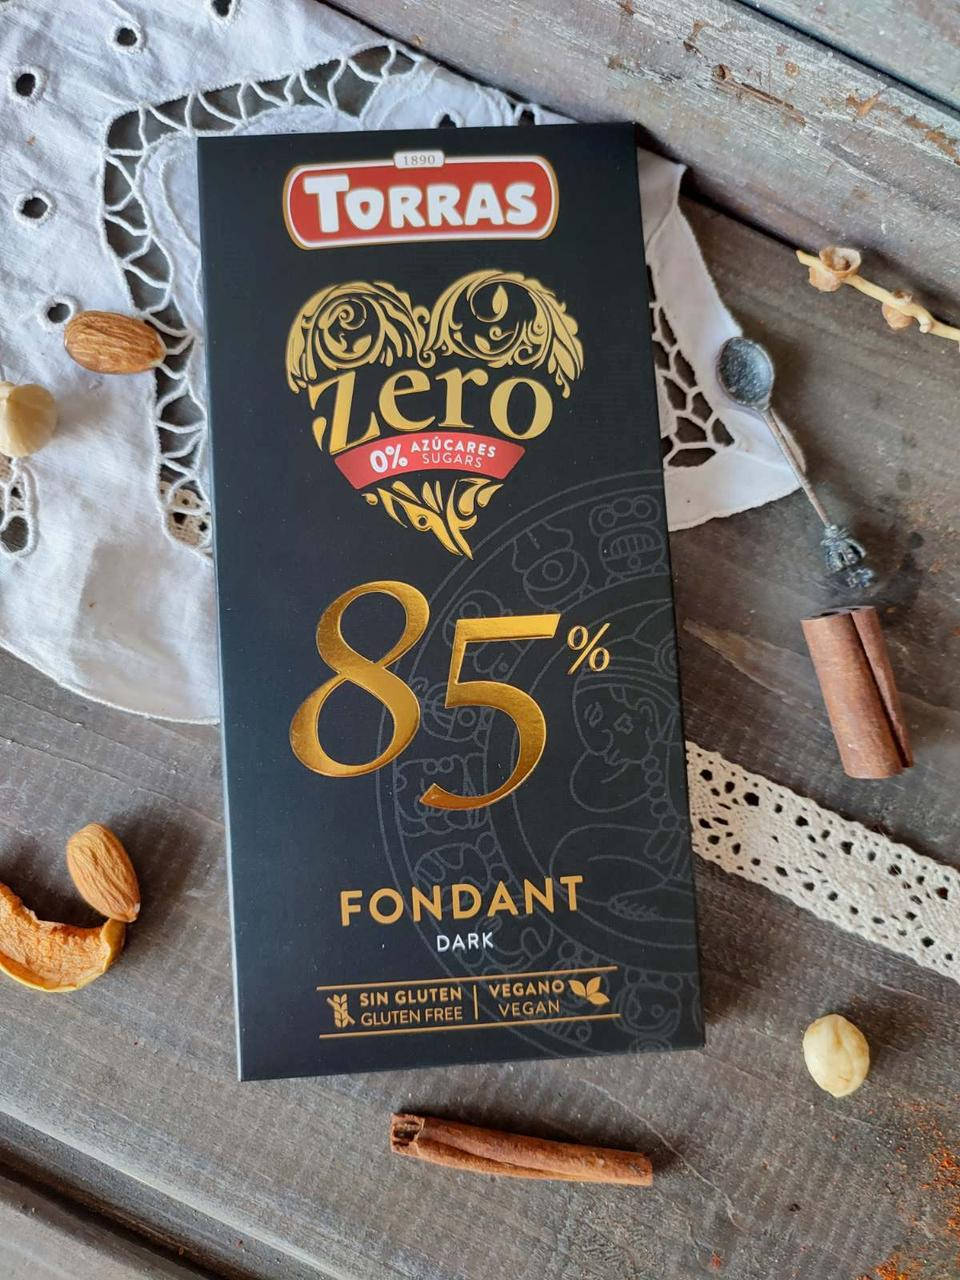 1890
TORRAS
zero
0% AZÚCARES
SUGARS
85%
FONDANT
DARK
SIN GLUTEN
GLUTEN FREE
VEGANO
VEGAN